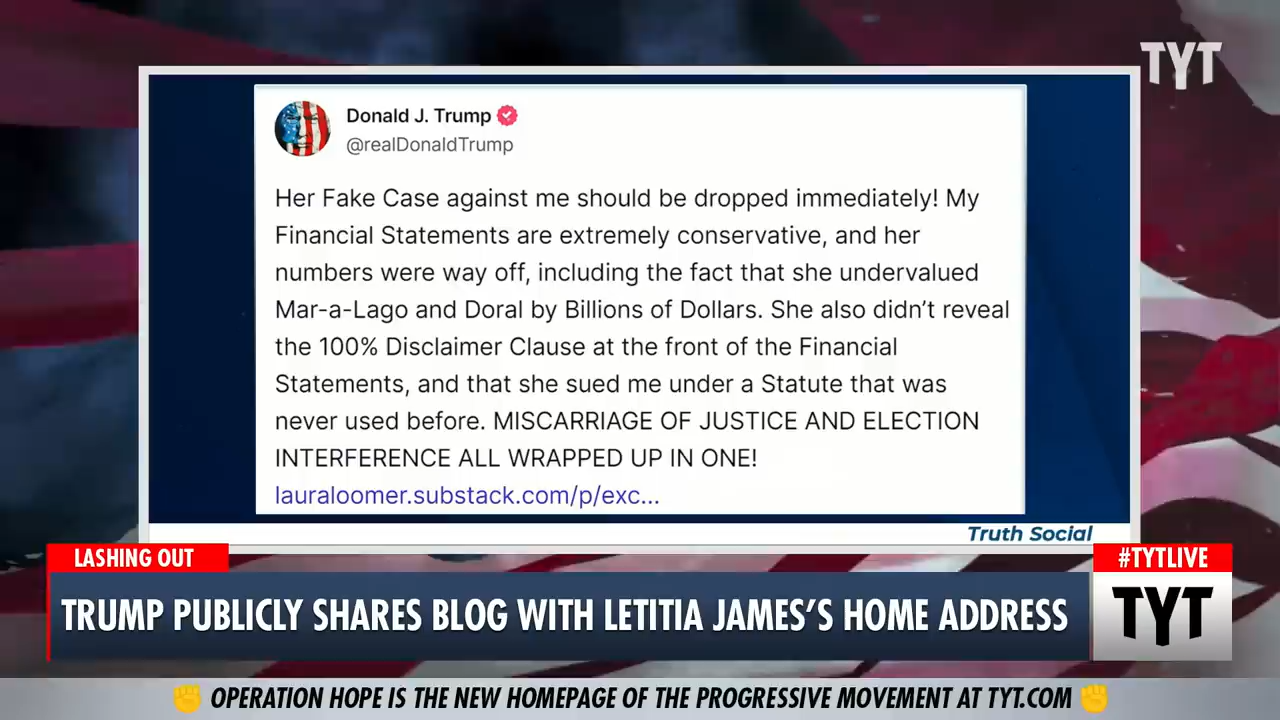 TYT
Donald J. Trump
@realDonaldTrump
Her Fake Case against me should be dropped immediately! My
Financial Statements are extremely conservative, and her
numbers were way off, including the fact that she undervalued
Mar-a-Lago and Doral by Billions of Dollars. She also didn't reveal
the 100% Disclaimer Clause at the front of the Financial
Statements, and that she sued me under a Statute that was
never used before. MISCARRIAGE OF JUSTICE AND ELECTION
INTERFERENCE ALL WRAPPED UP IN ONE!
lauraloomer.substack.com/p/exc...
Truth Social
LASHING OUT
#TYTLIVE
TRUMP PUBLICLY SHARES BLOG WITH LETITIA JAMES'S HOME ADDRESS
TYT
✊ OPERATION HOPE IS THE NEW HOMEPAGE OF THE PROGRESSIVE MOVEMENT AT TYT.COM ✊